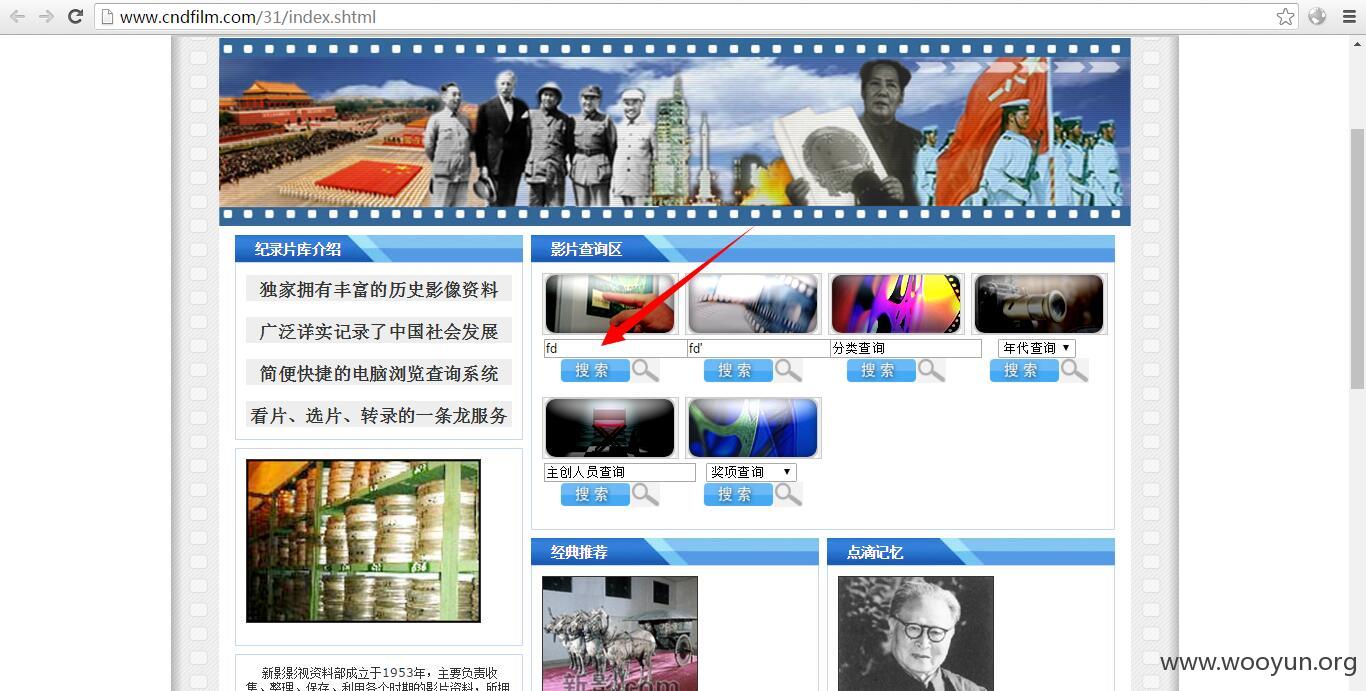 www.cndfilm.com/31/index.shtml
纪录片库介绍
独家拥有丰富的历史影像资料
广泛详实记录了中国社会发展
简便快捷的电脑浏览查询系统
看片、选片、转录的一条龙服务
新影影视资料部成立于1953年，主要负责收
集、整理、保存、利用各个时期的影片资料，所拥
影片查询区
fd
fd'
分类查询
年代查询
搜 索
搜 索
搜 索
搜 索
主创人员查询
奖项查询
搜 索
搜 索
经典推荐
新影.com
点滴记忆
www.wooyun.org